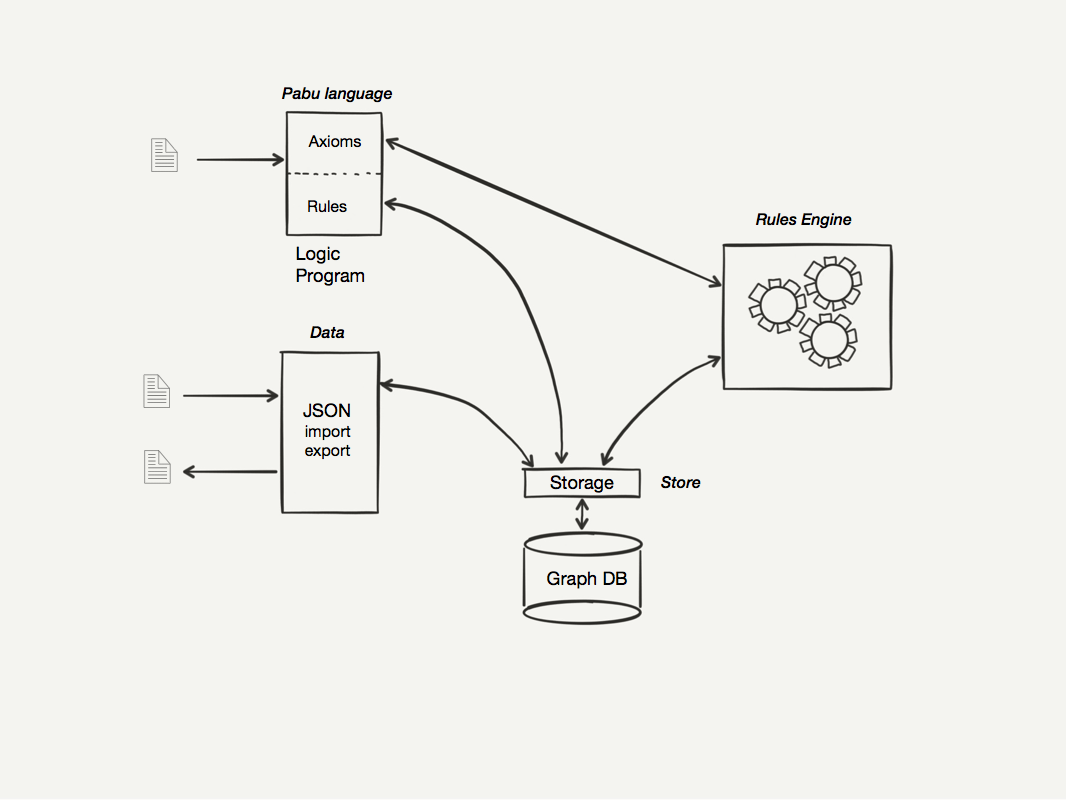 Pabu language
Axioms
Rules
Logic
Program
Rules Engine
Data
JSON
import
export
Storage
Store
Graph DB